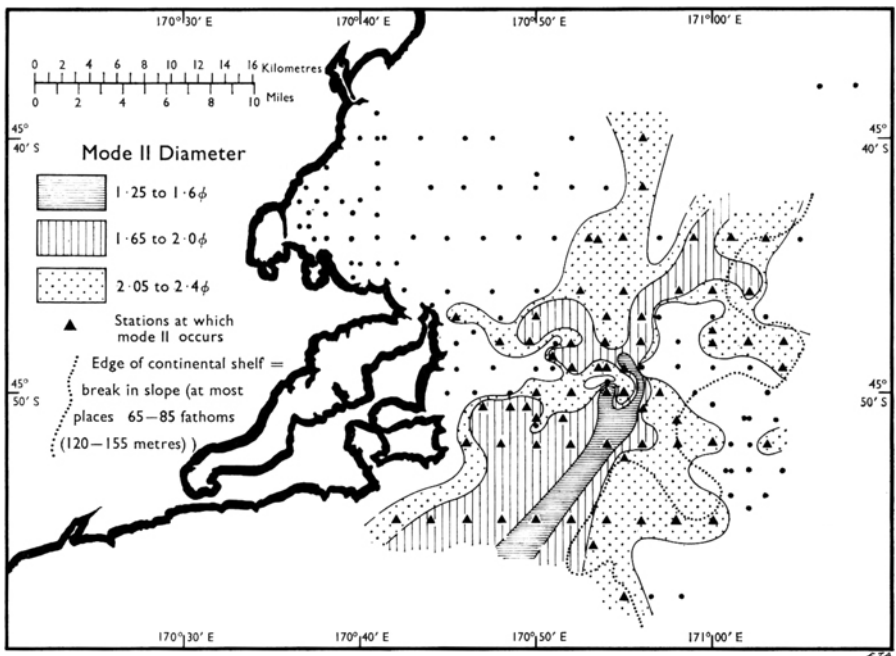 170°30′ E 170°40′ E 170°50′ E 171°00′ E
0 2 4 6 8 10 12 14 16 Kilometres
0 2 4 6 8 10 Miles
45°
40′ S
45°
40′ S
Mode II Diameter
1·25 to 1·6ϕ
1·65 to 2·0ϕ
2·05 to 2·4ϕ
Stations at which
mode II occurs
Edge of continental shelf =
break in slope (at most
places 65—85 fathoms
(120—155 metres) )
45°
50′ S
45°
50′ S
170°30′ E 170°40′ E 170°50′ E 171°00′ E